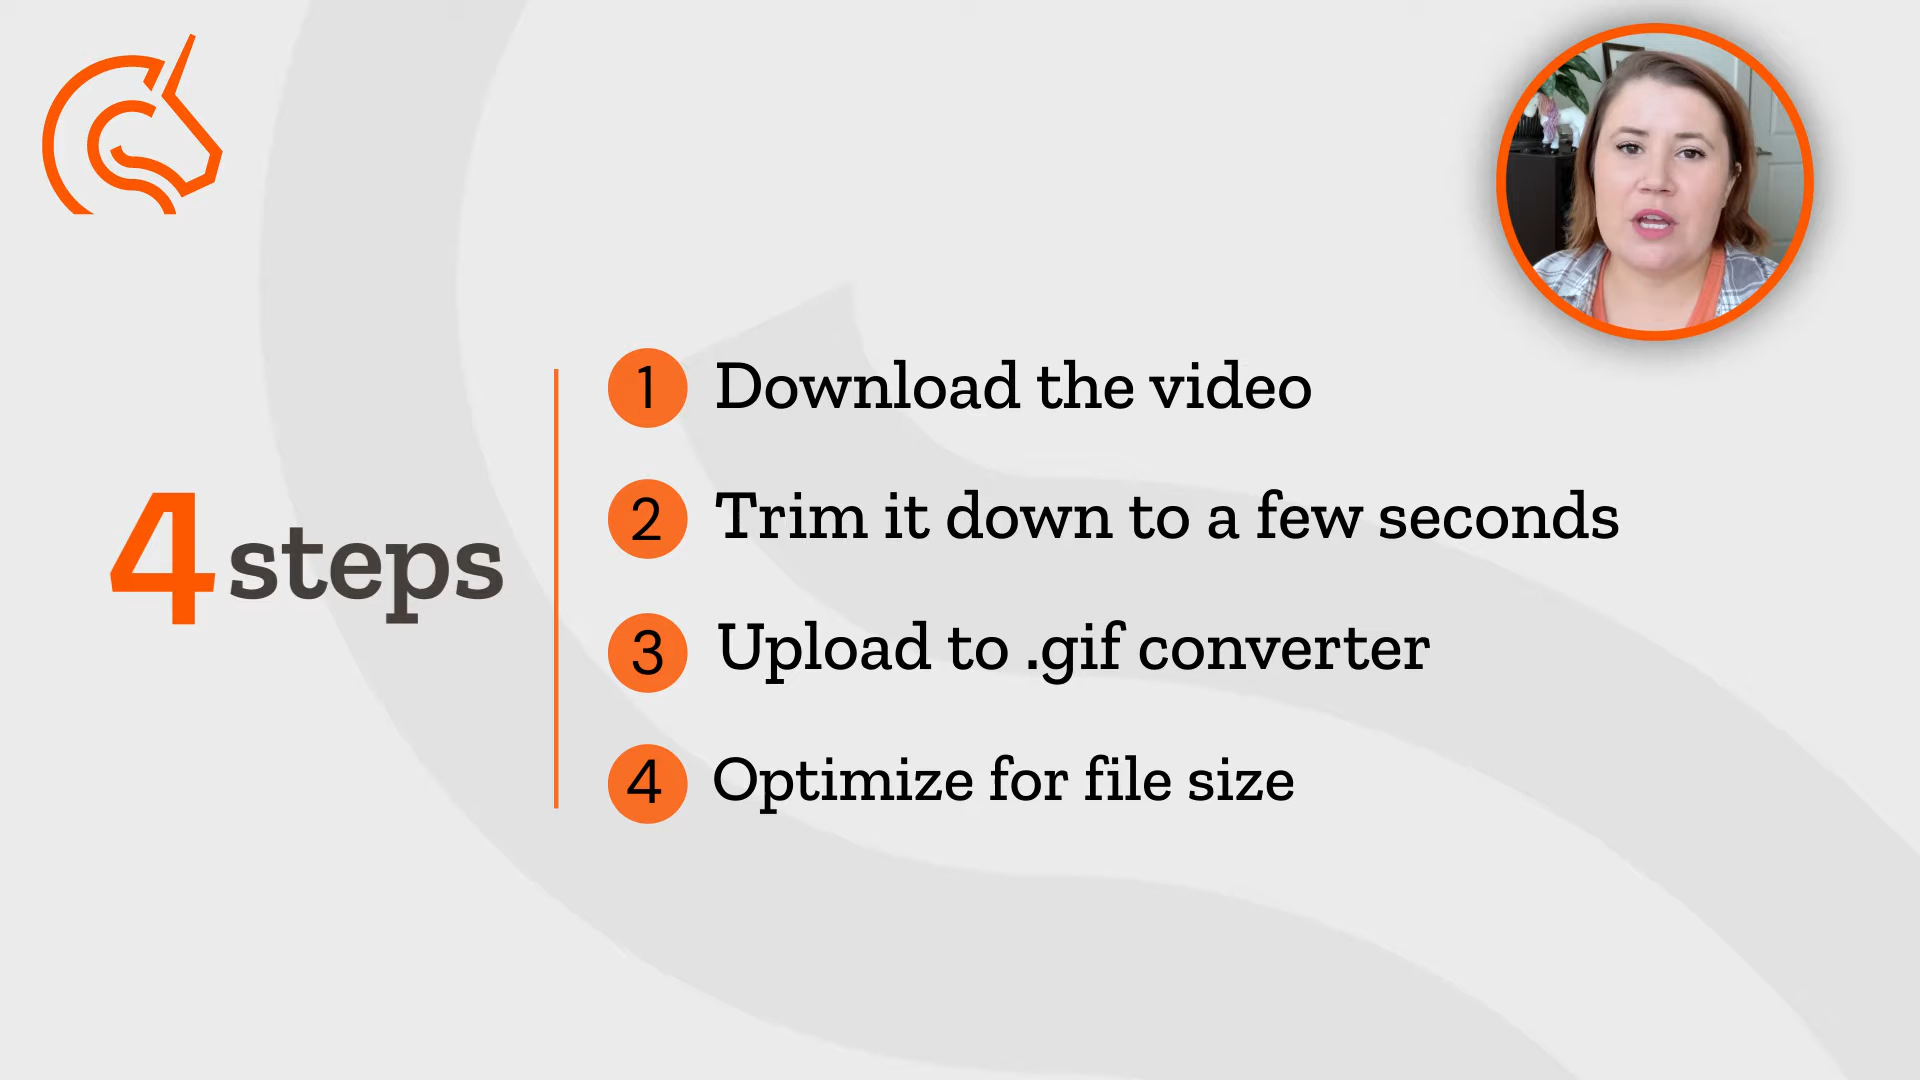 4 steps
1 Download the video
2 Trim it down to a few seconds
3 Upload to .gif converter
4 Optimize for file size